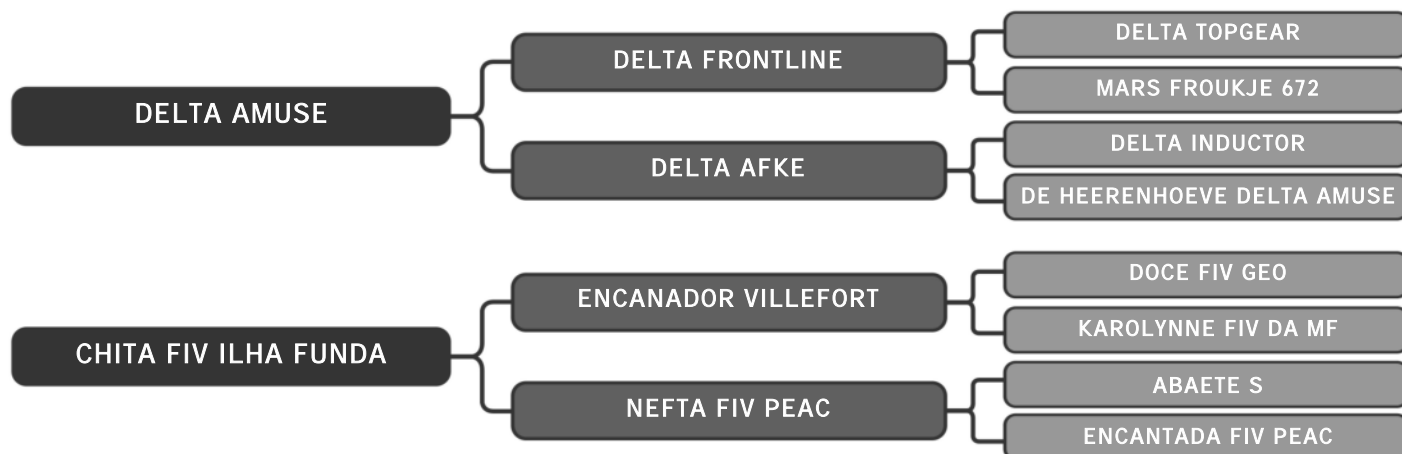 DELTA TOPGEAR
DELTA FRONTLINE
MARS FROUKJE 672
DELTA AMUSE
DELTA INDUCTOR
DELTA AFKE
DE HEERENHOEVE DELTA AMUSE
DOCE FIV GEO
ENCANADOR VILLEFORT
KAROLYNNE FIV DA MF
CHITA FIV ILHA FUNDA
ABAETE S
NEFTA FIV PEAC
ENCANTADA FIV PEAC